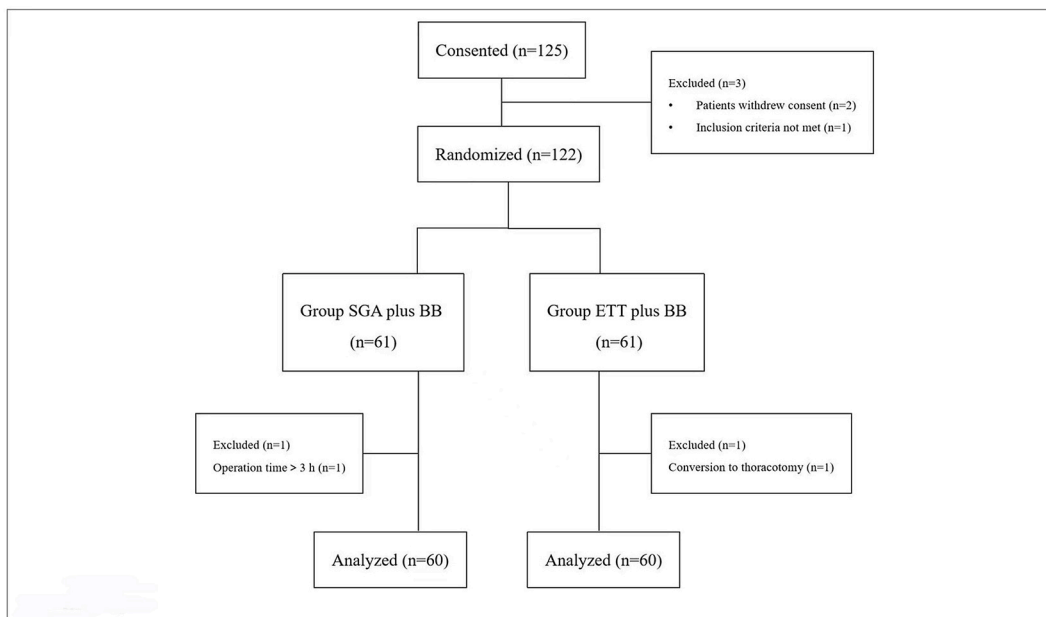 Consented (n=125)
Excluded (n=3)
• Patients withdrew consent (n=2)
• Inclusion criteria not met (n=1)
Randomized (n=122)
Group SGA plus BB
(n=61)
Group ETT plus BB
(n=61)
Excluded (n=1)
Operation time > 3 h (n=1)
Excluded (n=1)
Conversion to thoracotomy (n=1)
Analyzed (n=60)
Analyzed (n=60)